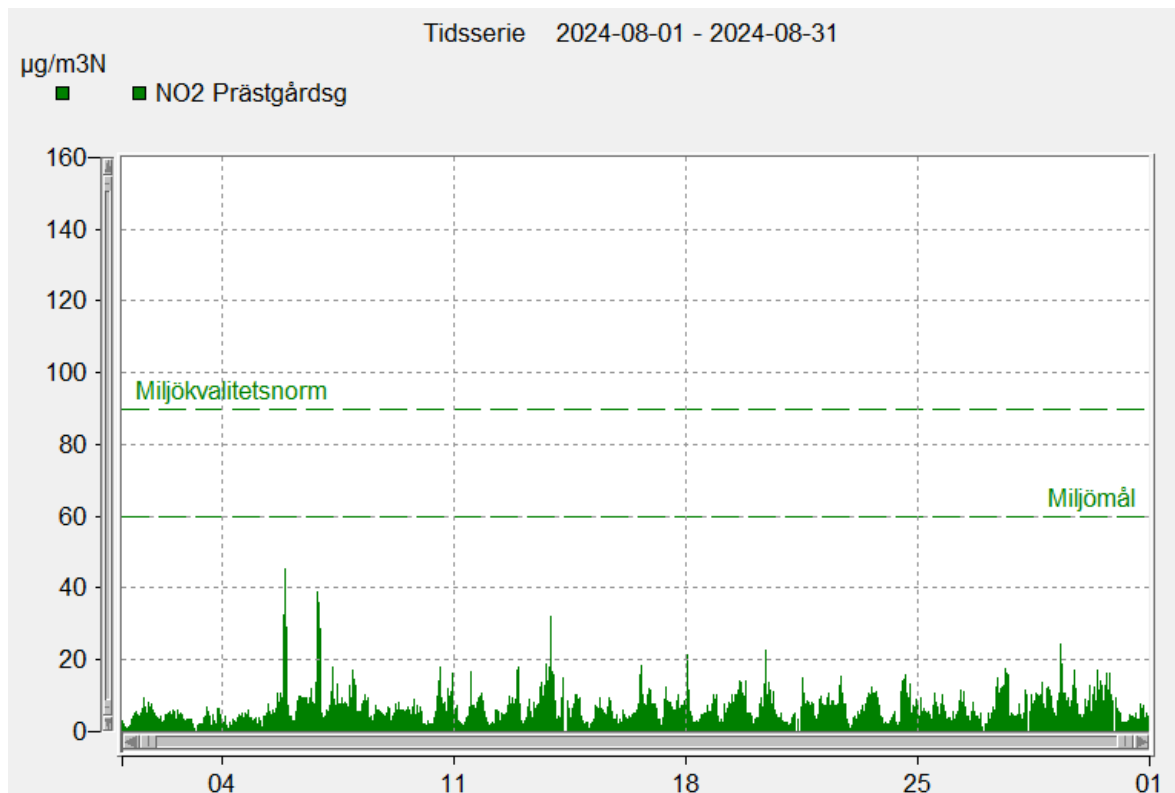 Tidsserie 2024-08-01 - 2024-08-31
µg/m3N
NO2 Prästgårdsg
160
140
120
100
Miljökvalitetsnorm
80
Miljömål
60
40
20
0
04 11 18 25 01